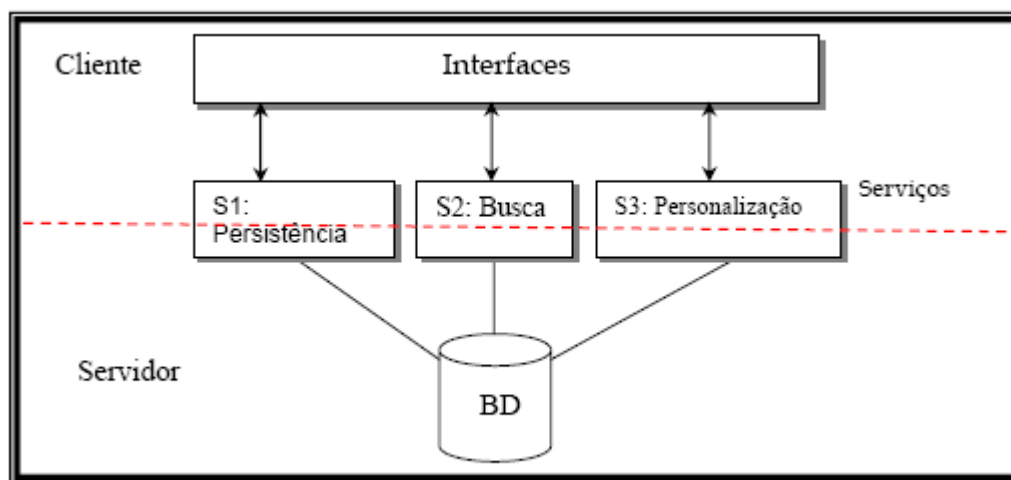 Cliente
Interfaces
S1:
Persistência
S2: Busca
S3: Personalização
Serviços
Servidor
BD